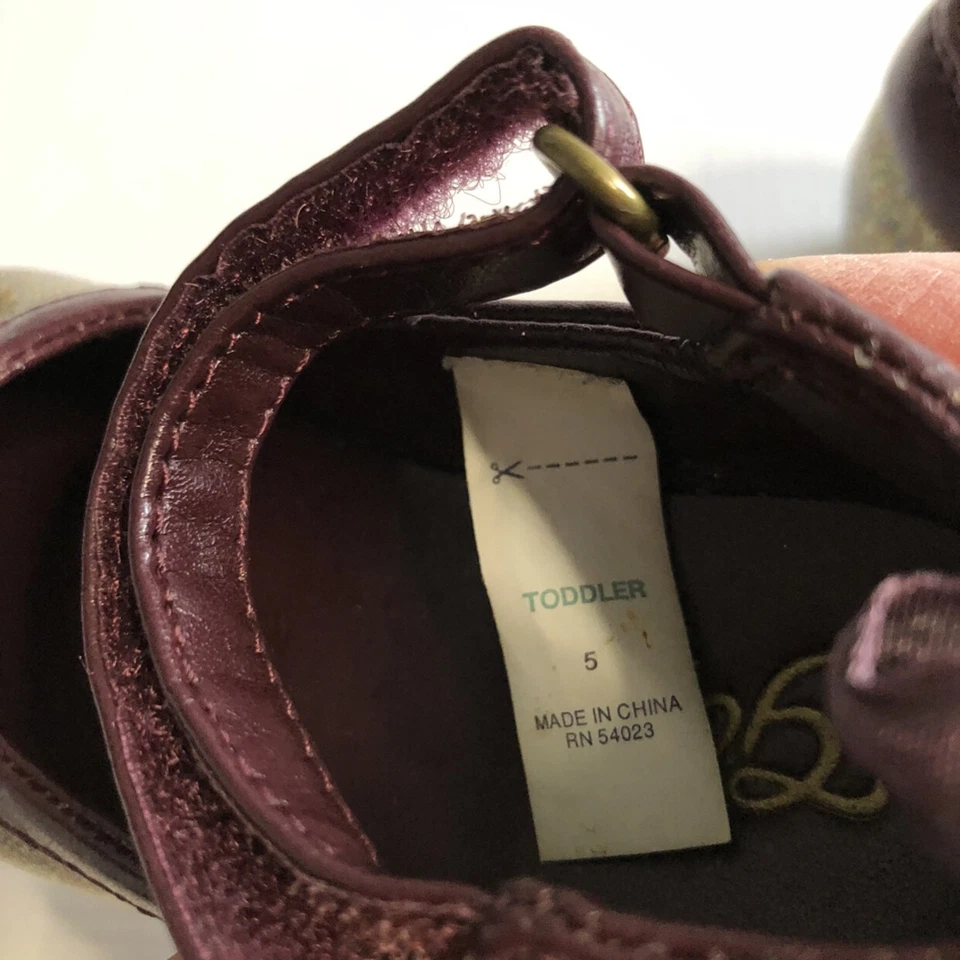 TODDLER
5
MADE IN CHINA
RN 54023